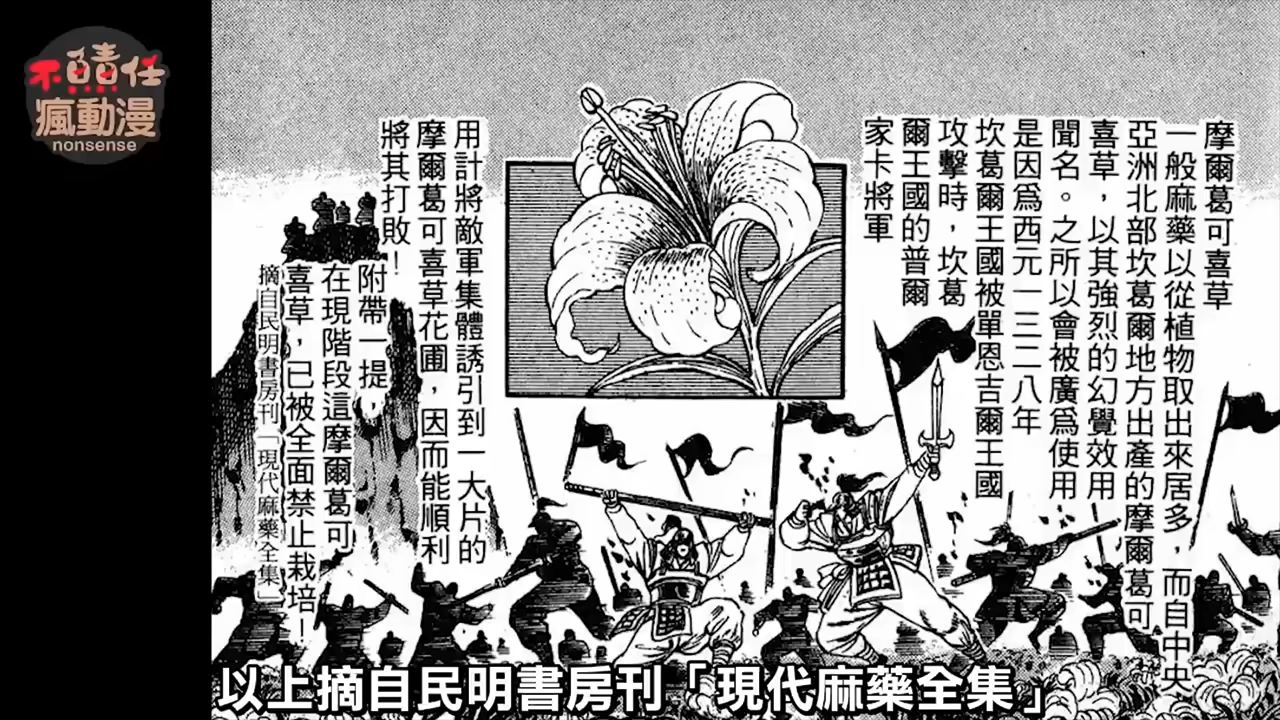 不責任
瘋動漫
nonsense
摩爾葛可喜草
一般麻藥以從植物取出來居多，而自中央
亞洲北部坎葛爾地方出產的摩爾葛可
喜草，以其強烈的幻覺效用
聞名。之所以會被廣爲使用
是因爲西元一三二八年
坎葛爾王國被單恩吉爾王國
攻擊時，坎葛
爾王國的普爾
家卡將軍
用計將敵軍集體誘引到一大片的
摩爾葛可喜草花圃，因而能順利
將其打敗！
附帶一提，
在現階段這摩爾葛可
喜草，已被全面禁止栽培！
摘自民明書房刊「現代麻藥全集」
以上摘自民明書房刊「現代麻藥全集」